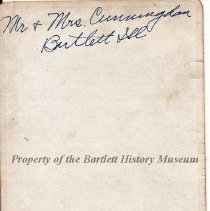 Mr & Mrs. Cunningham
Bartlett Ill
Property of the Bartlett History Museum